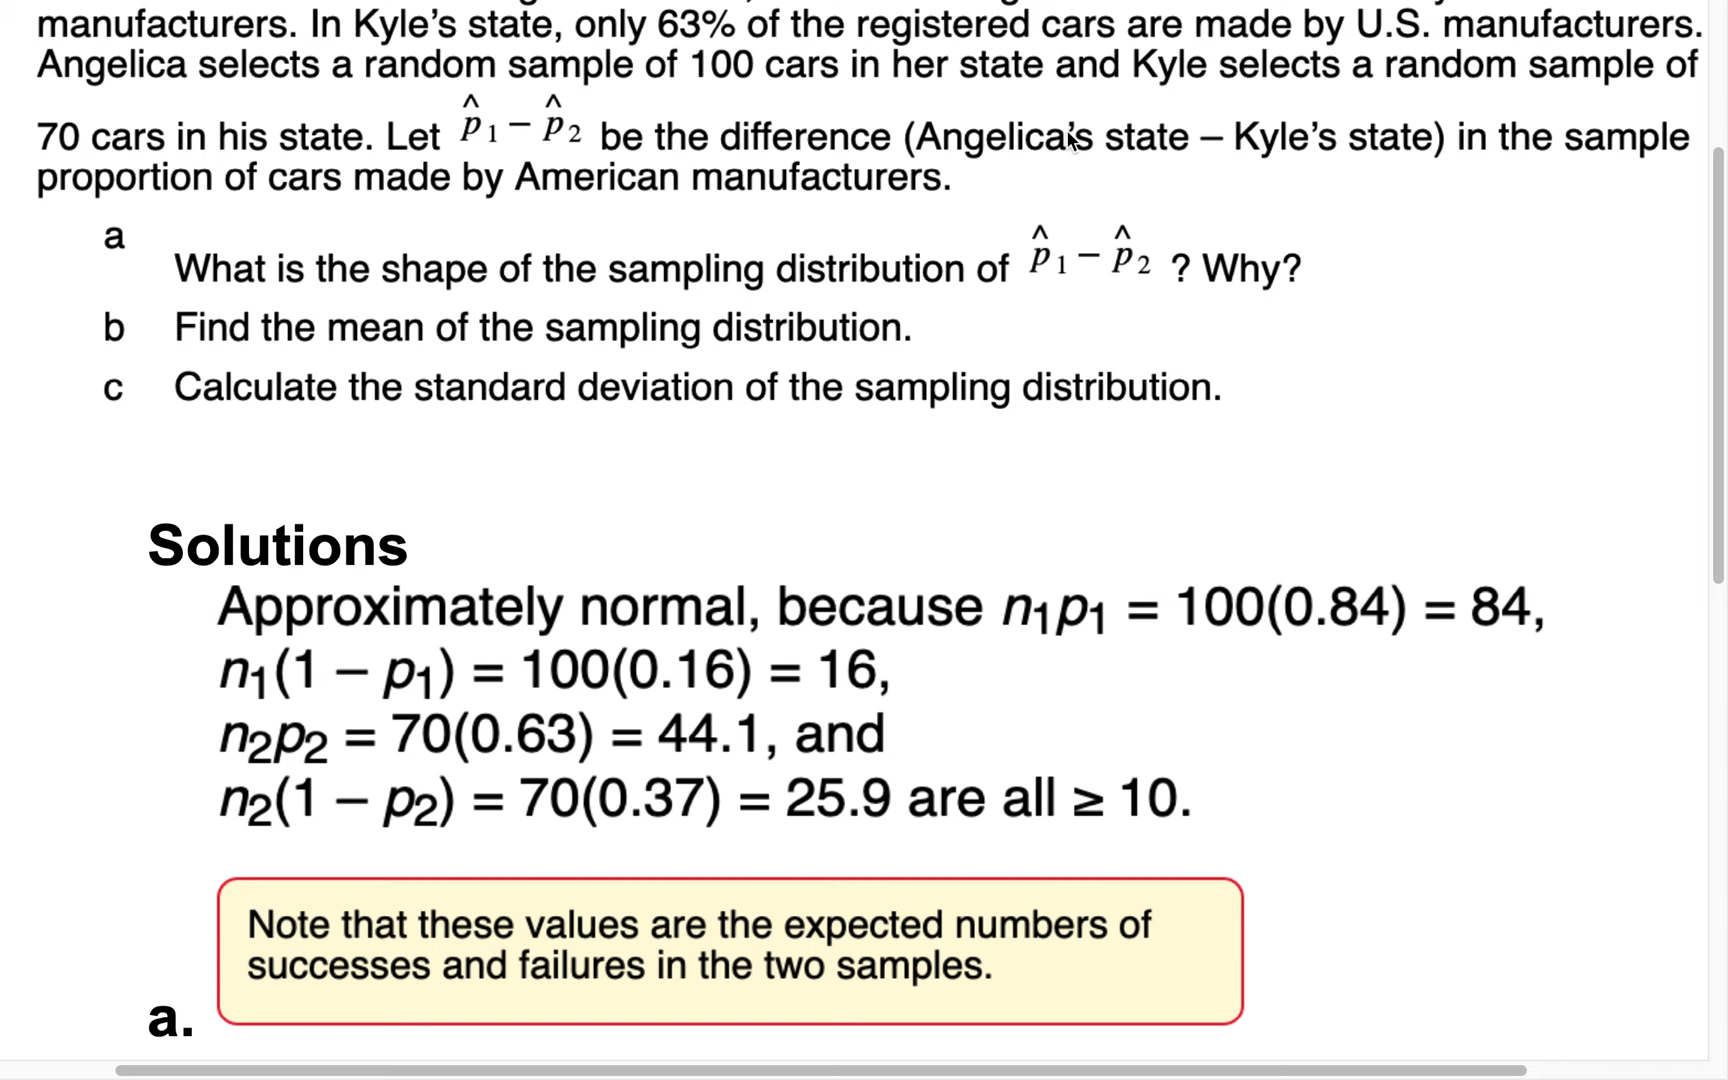 manufacturers. In Kyle's state, only 63% of the registered cars are made by U.S. manufacturers.
Angelica selects a random sample of 100 cars in her state and Kyle selects a random sample of
70 cars in his state. Let p̂₁ − p̂₂ be the difference (Angelica's state – Kyle's state) in the sample
proportion of cars made by American manufacturers.
a
What is the shape of the sampling distribution of p̂₁ − p̂₂ ? Why?
b Find the mean of the sampling distribution.
c Calculate the standard deviation of the sampling distribution.
Solutions
Approximately normal, because n₁p₁ = 100(0.84) = 84,
n₁(1 − p₁) = 100(0.16) = 16,
n₂p₂ = 70(0.63) = 44.1, and
n₂(1 − p₂) = 70(0.37) = 25.9 are all ≥ 10.
Note that these values are the expected numbers of
successes and failures in the two samples.
a.